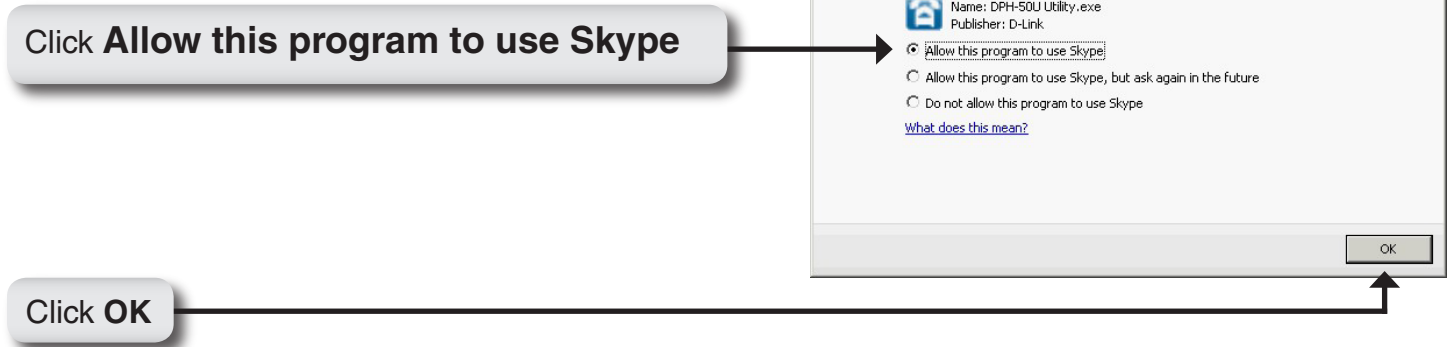 Name: DPH-50U Utility.exe
Publisher: D-Link
Click Allow this program to use Skype
Allow this program to use Skype
Allow this program to use Skype, but ask again in the future
Do not allow this program to use Skype
What does this mean?
OK
Click OK